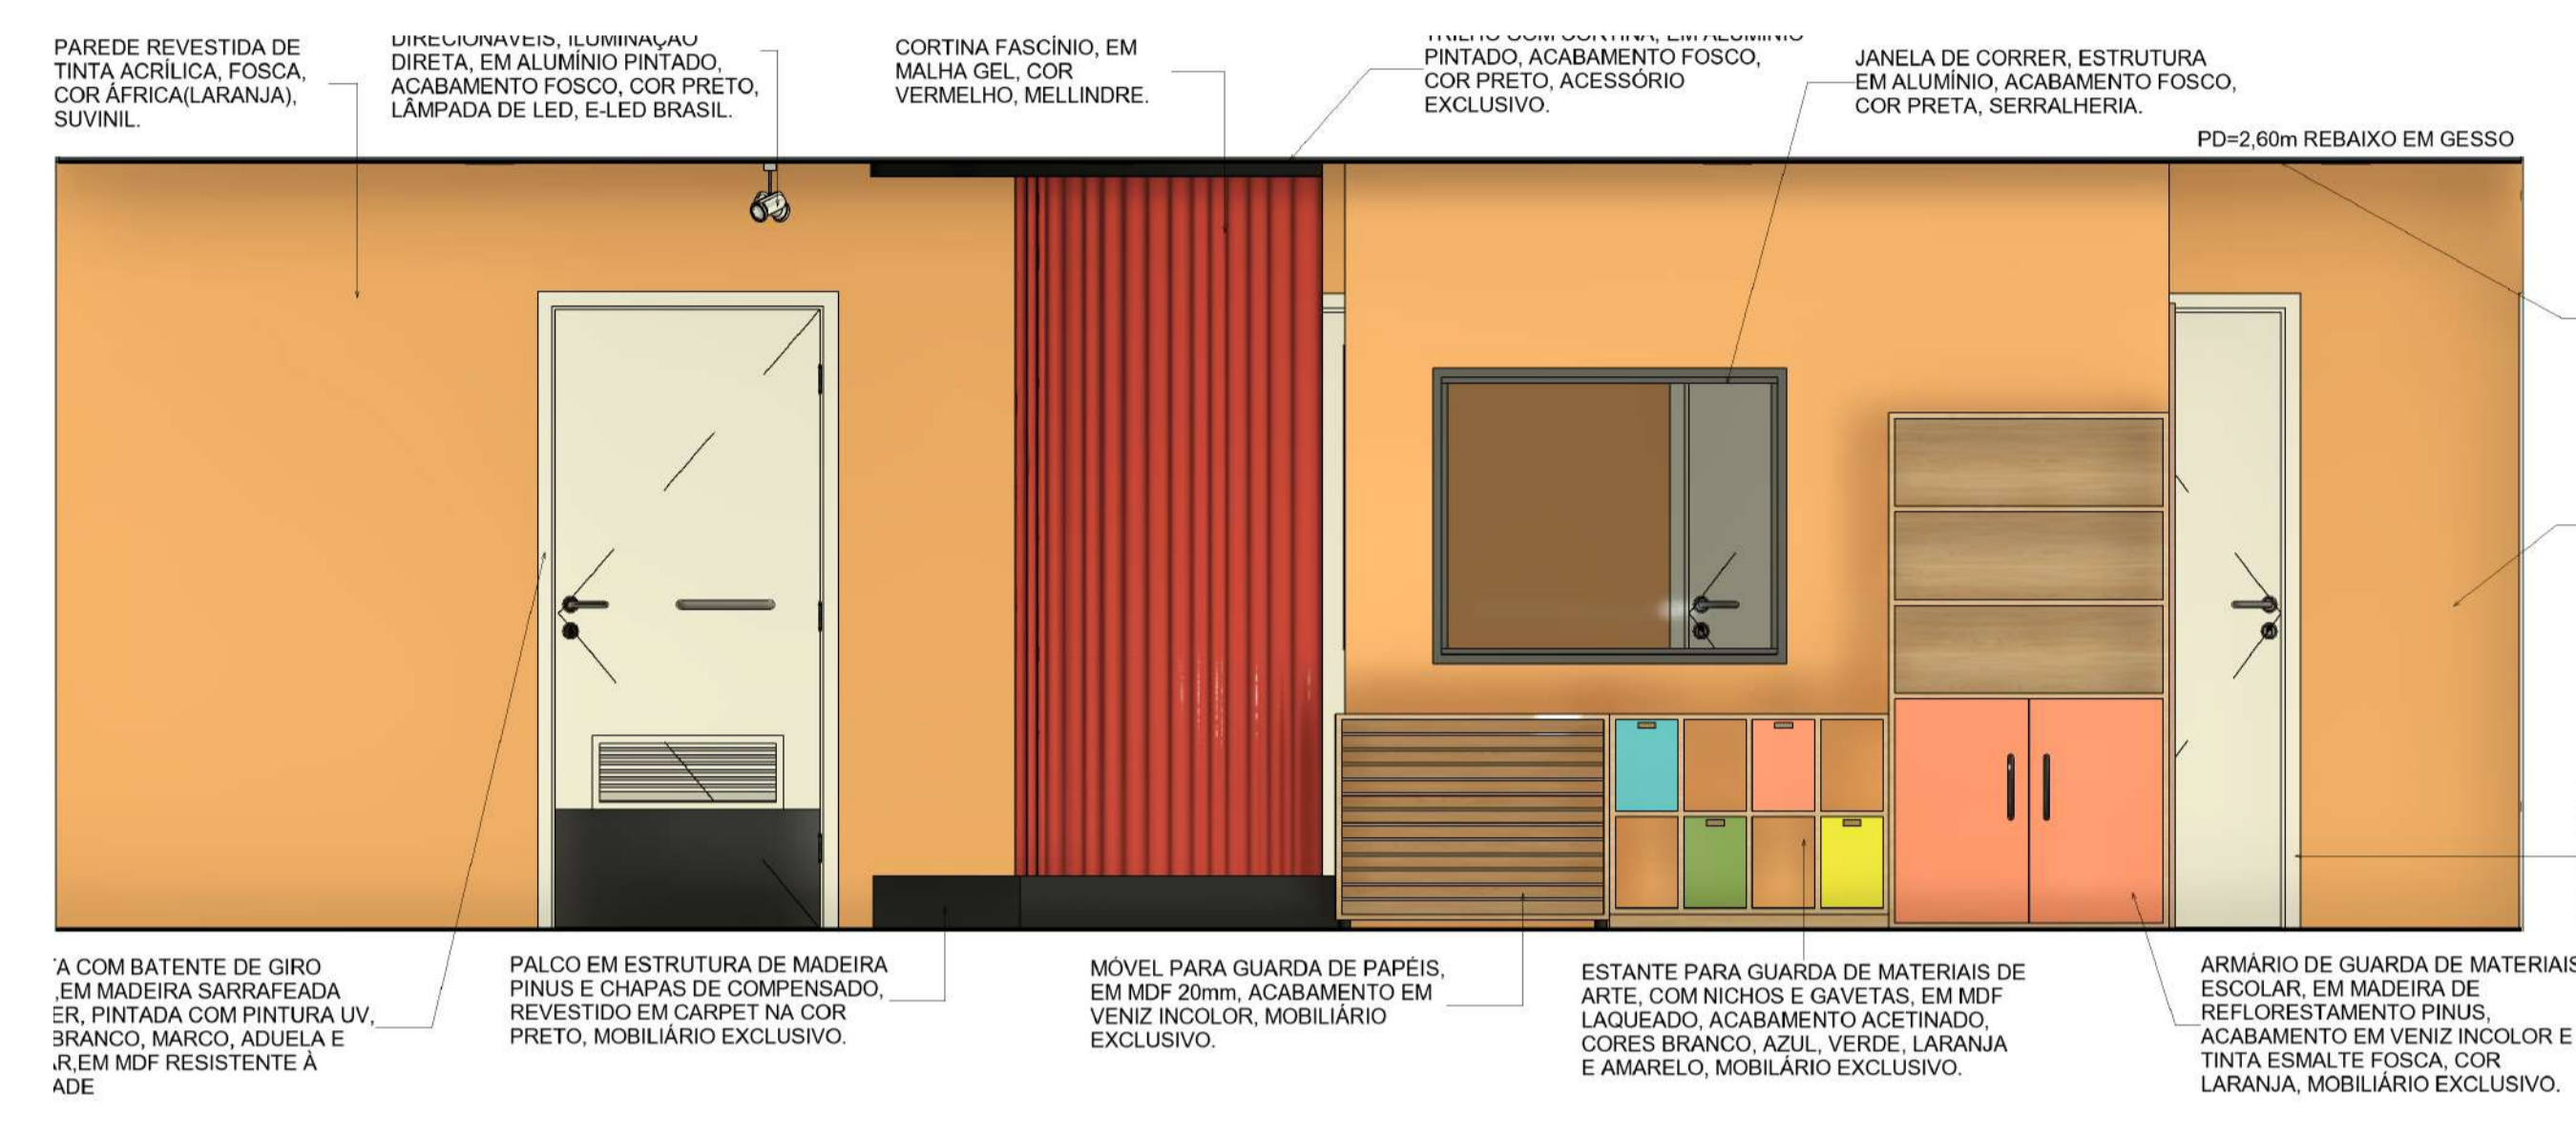 PAREDE REVESTIDA DE
TINTA ACRÍLICA, FOSCA,
COR ÁFRICA(LARANJA),
SUVINIL.
DIRECIONÁVEIS, ILUMINAÇÃO
DIRETA, EM ALUMÍNIO PINTADO,
ACABAMENTO FOSCO, COR PRETO,
LÂMPADA DE LED, E-LED BRASIL.
CORTINA FASCÍNIO, EM
MALHA GEL, COR
VERMELHO, MELLINDRE.
TRILHO COM CORTINA, EM ALUMÍNIO
PINTADO, ACABAMENTO FOSCO,
COR PRETO, ACESSÓRIO
EXCLUSIVO.
JANELA DE CORRER, ESTRUTURA
EM ALUMÍNIO, ACABAMENTO FOSCO,
COR PRETA, SERRALHERIA.
PD=2,60m REBAIXO EM GESSO
A COM BATENTE DE GIRO
,EM MADEIRA SARRAFEADA
ER, PINTADA COM PINTURA UV,
BRANCO, MARCO, ADUELA E
R,EM MDF RESISTENTE À
ADE
PALCO EM ESTRUTURA DE MADEIRA
PINUS E CHAPAS DE COMPENSADO,
REVESTIDO EM CARPET NA COR
PRETO, MOBILIÁRIO EXCLUSIVO.
MÓVEL PARA GUARDA DE PAPÉIS,
EM MDF 20mm, ACABAMENTO EM
VENIZ INCOLOR, MOBILIÁRIO
EXCLUSIVO.
ESTANTE PARA GUARDA DE MATERIAIS DE
ARTE, COM NICHOS E GAVETAS, EM MDF
LAQUEADO, ACABAMENTO ACETINADO,
CORES BRANCO, AZUL, VERDE, LARANJA
E AMARELO, MOBILÁRIO EXCLUSIVO.
ARMÁRIO DE GUARDA DE MATERIAIS
ESCOLAR, EM MADEIRA DE
REFLORESTAMENTO PINUS,
ACABAMENTO EM VENIZ INCOLOR E
TINTA ESMALTE FOSCA, COR
LARANJA, MOBILIÁRIO EXCLUSIVO.